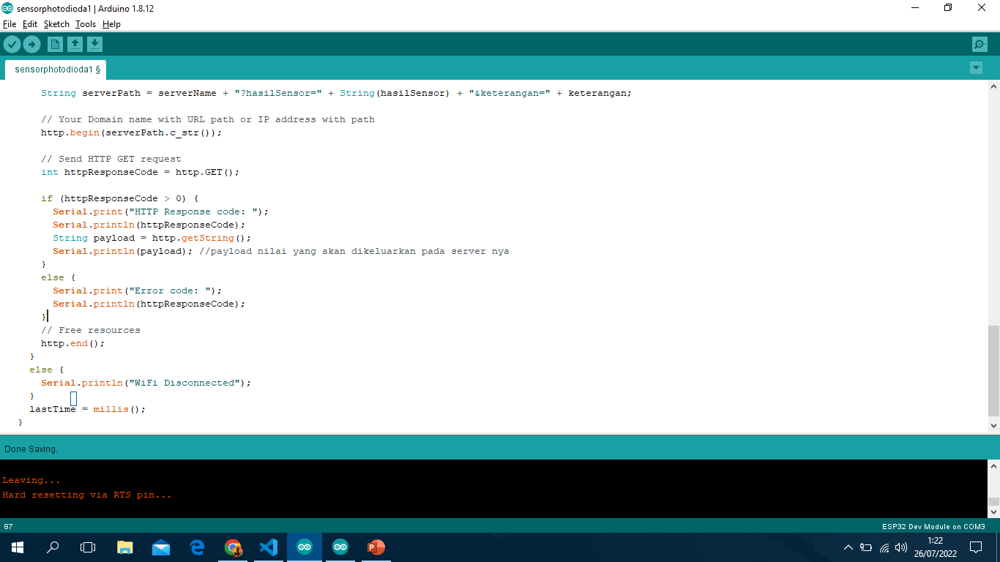 sensorphotodioda1 | Arduino 1.8.12
File Edit Sketch Tools Help
sensorphotodioda1 §
String serverPath = serverName + "?hasilSensor=" + String(hasilSensor) + "&keterangan=" + keterangan;
// Your Domain name with URL path or IP address with path
http.begin(serverPath.c_str());
// Send HTTP GET request
int httpResponseCode = http.GET();
if (httpResponseCode > 0) {
Serial.print("HTTP Response code: ");
Serial.println(httpResponseCode);
String payload = http.getString();
Serial.println(payload); //payload nilai yang akan dikeluarkan pada server nya
}
else {
Serial.print("Error code: ");
Serial.println(httpResponseCode);
}
// Free resources
http.end();
}
else {
Serial.println("WiFi Disconnected");
}
lastTime = millis();
}
Done Saving.
Leaving...
Hard resetting via RTS pin...
87
ESP32 Dev Module on COM3
1:22
26/07/2022